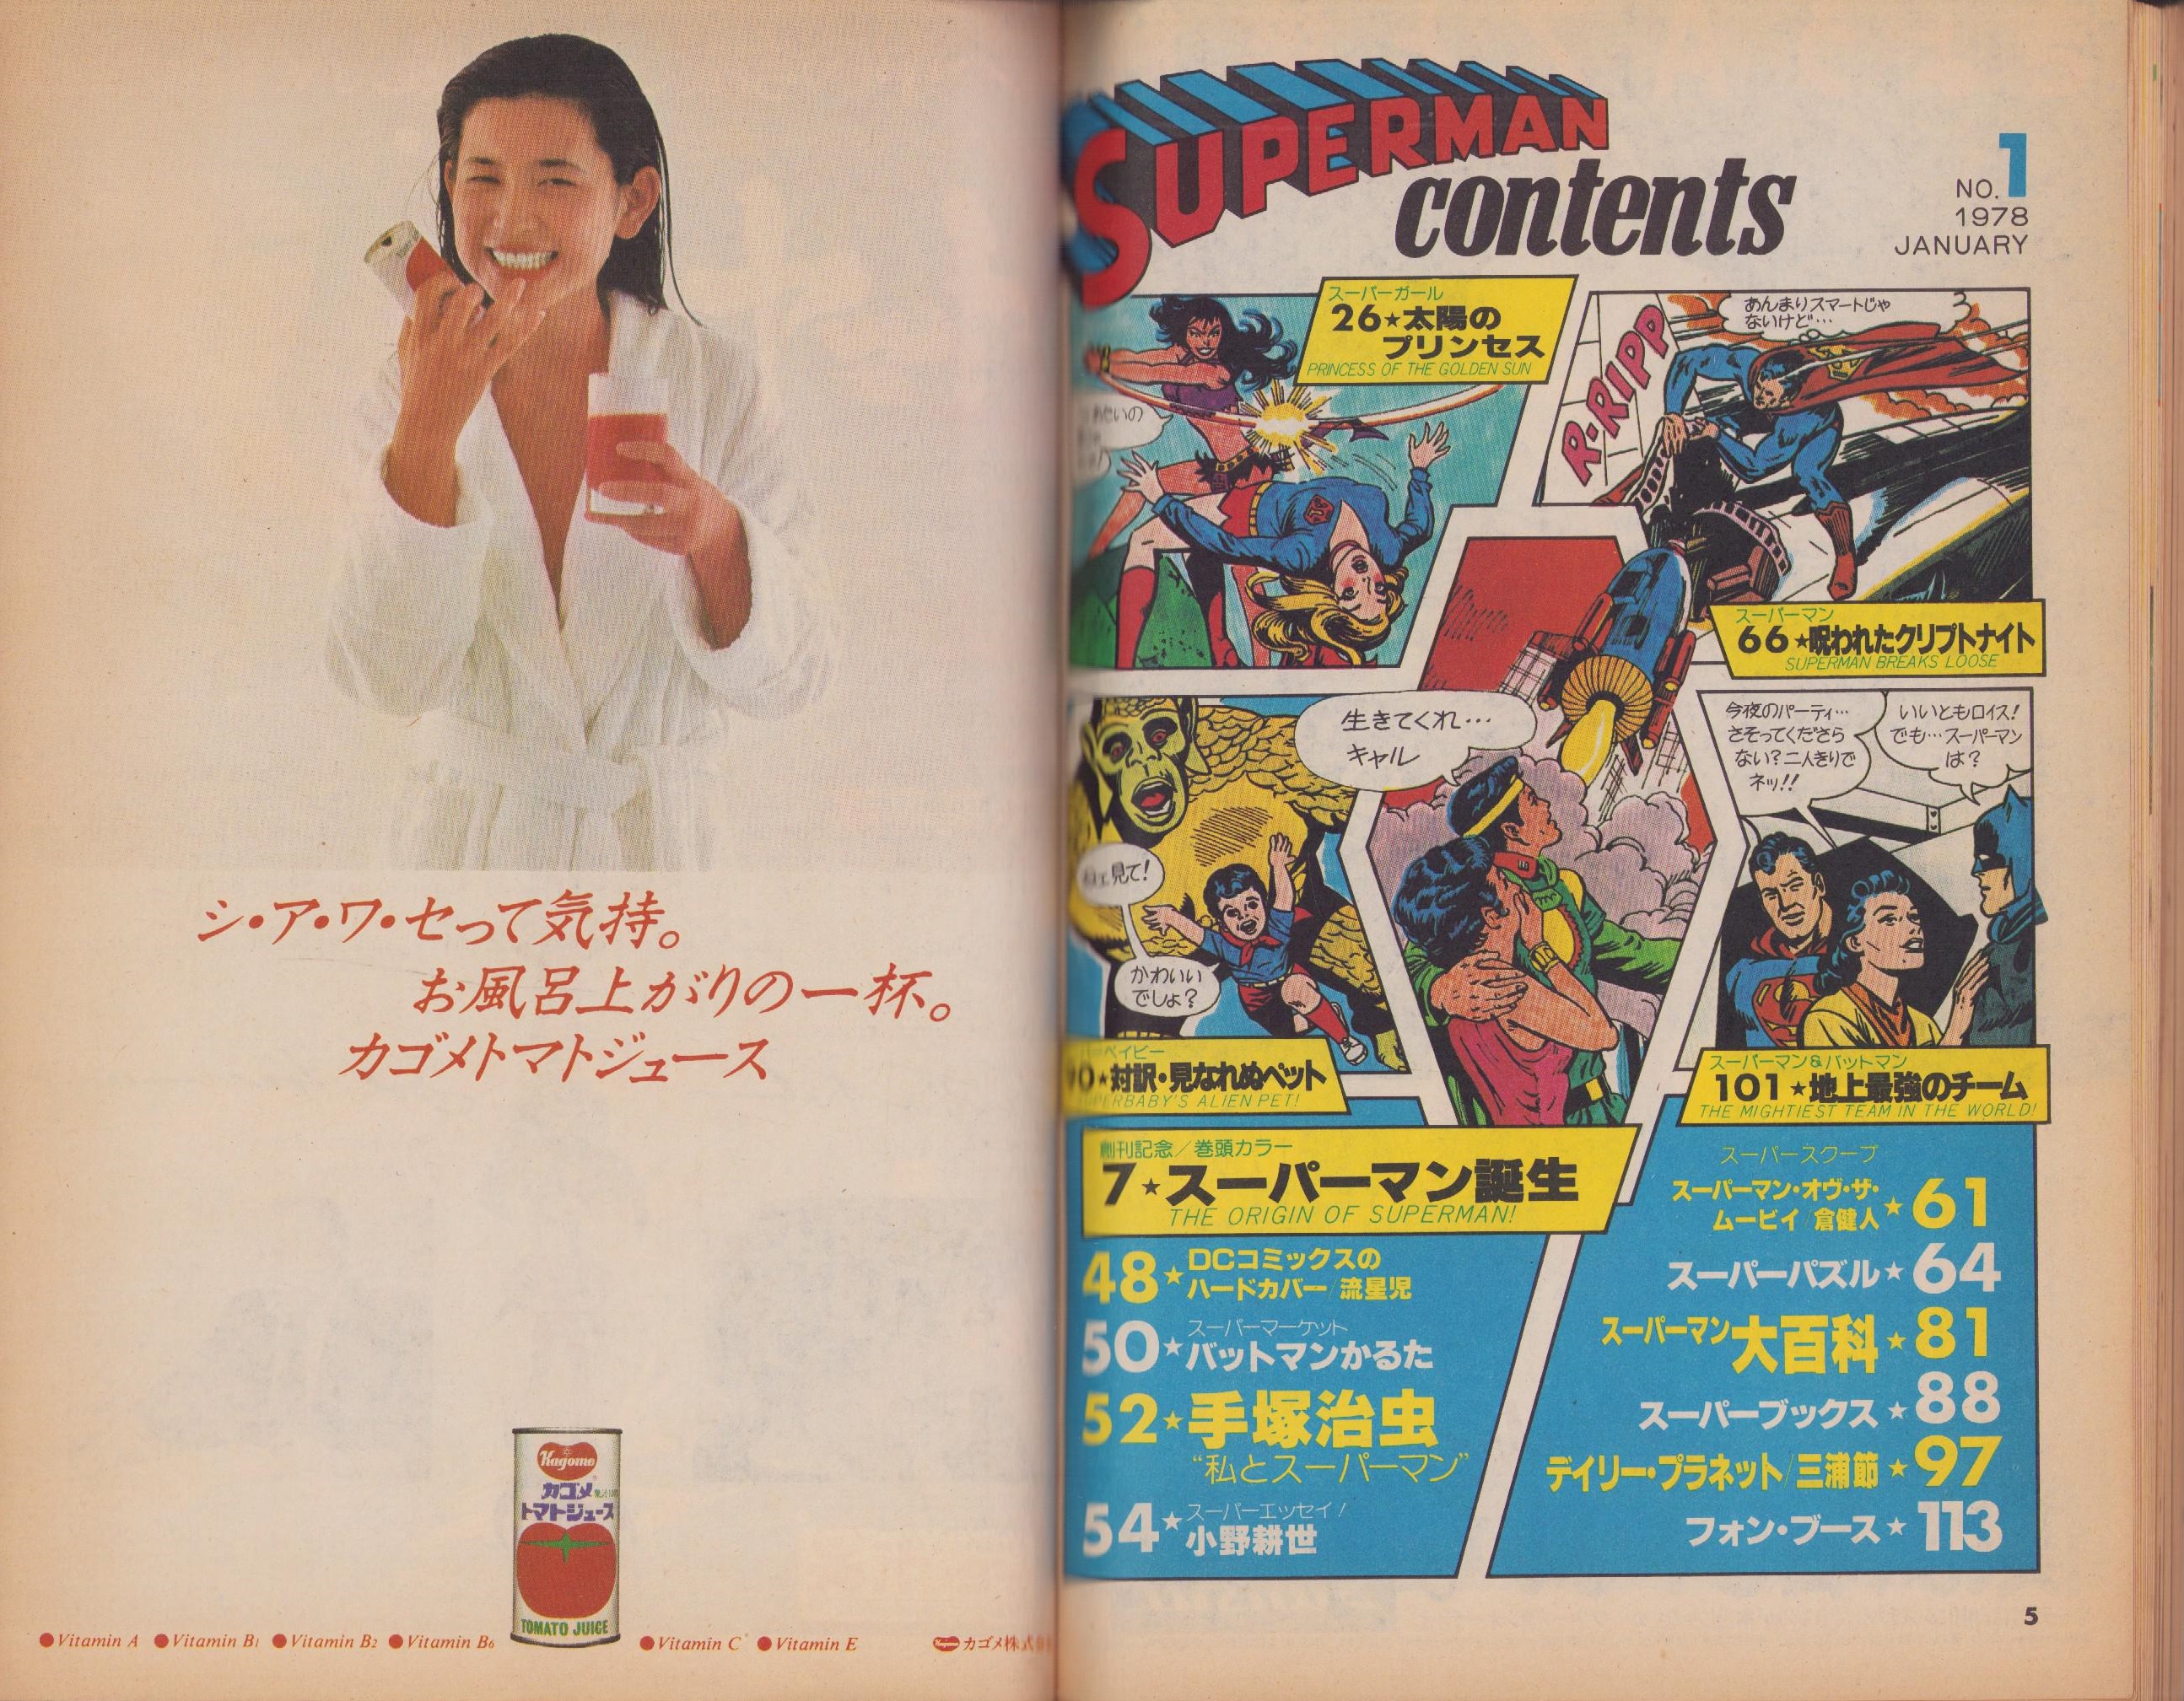 シ・ア・ワ・セって気持。
お風呂上がりの一杯。
カゴメトマトジュース
Kagome
カゴメ
トマトジュース
TOMATO JUICE
●Vitamin A ●Vitamin B1 ●Vitamin B2 ●Vitamin B6 ●Vitamin C ●Vitamin E
カゴメ株式
SUPERMAN
contents
NO.1
1978
JANUARY
スーパーガール
26★太陽の
プリンセス
PRINCESS OF THE GOLDEN SUN
あんまりスマートじゃ
ないけど…
R-RIPP
スーパーマン
66★呪われたクリプトナイト
SUPERMAN BREAKS LOOSE
生きてくれ…
キャル
今夜のパーティ…
さそってくださら
ない?二人きりで
ネッ!!
いいともロイス!
でも…スーパーマン
は?
見て!
かわいい
でしょ?
ベイビー
90★対訳・見なれぬペット
PERBABY'S ALIEN PET!
スーパーマン&バットマン
101★地上最強のチーム
THE MIGHTIEST TEAM IN THE WORLD!
創刊記念/巻頭カラー
7★スーパーマン誕生
THE ORIGIN OF SUPERMAN!
48★DCコミックスの
ハードカバー/流星児
スーパーマーケット
50★バットマンかるた
52★手塚治虫
“私とスーパーマン”
スーパーエッセイ!
54★小野耕世
スーパースクープ
スーパーマン・オヴ・ザ・
ムービイ/倉健人★61
スーパーパズル★64
スーパーマン大百科★81
スーパーブックス★88
デイリー・プラネット/三浦節★97
フォン・ブース★113
5